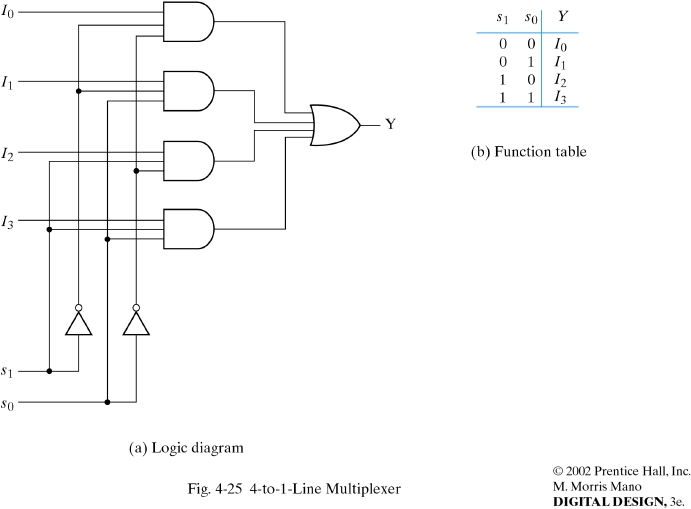 I0
I1
I2
I3
s1
s0
Y
(a) Logic diagram
s1 s0 Y
0 0 I0
0 1 I1
1 0 I2
1 1 I3
(b) Function table
Fig. 4-25 4-to-1-Line Multiplexer
© 2002 Prentice Hall, Inc.
M. Morris Mano
DIGITAL DESIGN, 3e.